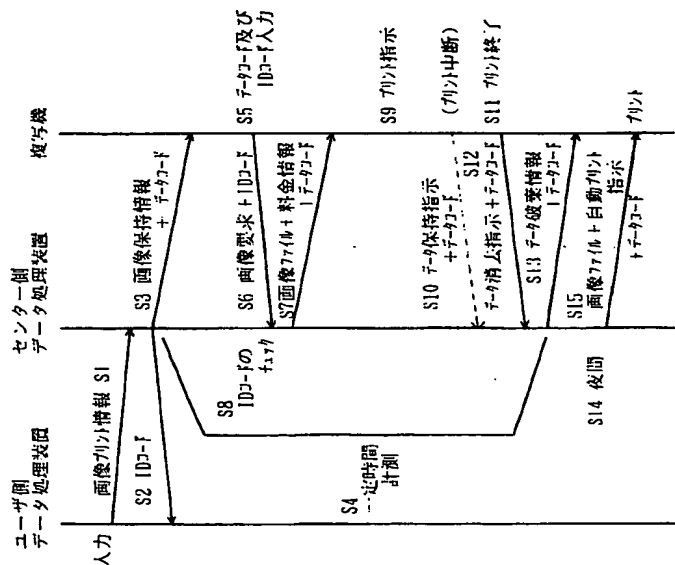 ユーザ側
データ処理装置
センター側
データ処理装置
複写機
入力
画像プリント情報 S1
S2 IDコード
S3 画像保持情報
+ データコード
S4
一定時間
計測
S5 データコード及び
IDコード入力
S6 画像要求+IDコード
S7画像ファイル+料金情報
+データコード
S8
IDコードの
チェック
S9 プリント指示
S10 データ保持指示
+データコード
(プリント中断)
S11 プリント終了
S12
データ消去指示+データコード
S13 データ破棄情報
+データコード
S14 夜間
S15
画像ファイル+自動プリント
指示
+データコード
プリント